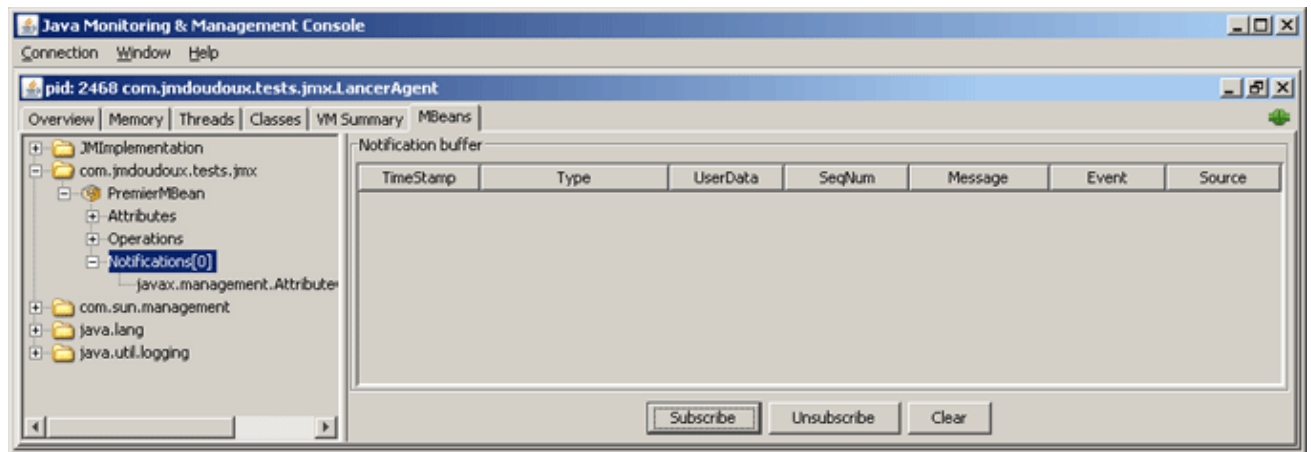 Java Monitoring & Management Console
Connection Window Help
pid: 2468 com.jmdoudoux.tests.jmx.LancerAgent
Overview Memory Threads Classes VM Summary MBeans
JMImplementation
com.jmdoudoux.tests.jmx
PremierMBean
Attributes
Operations
Notifications[0]
javax.management.Attribute
com.sun.management
java.lang
java.util.logging
Notification buffer
TimeStamp Type UserData SeqNum Message Event Source
Subscribe Unsubscribe Clear